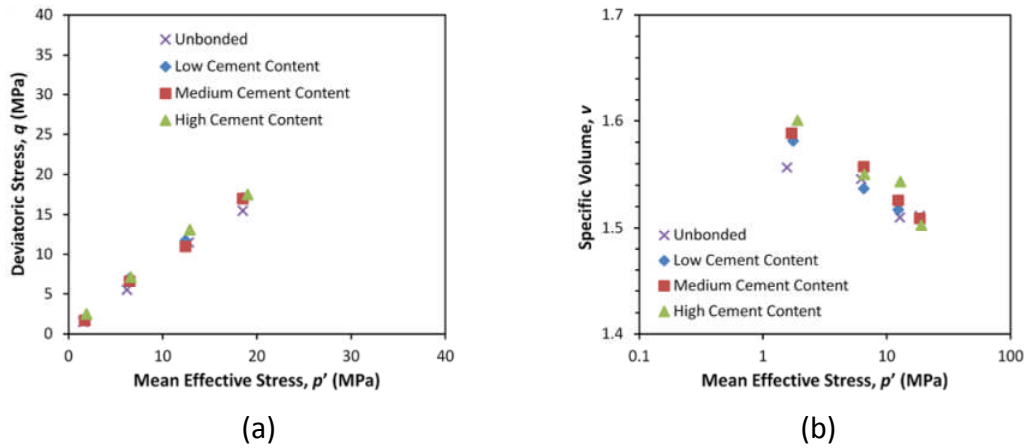 40
35
30
25
20
15
10
5
0
Deviatoric Stress, q (MPa)
Unbonded
Low Cement Content
Medium Cement Content
High Cement Content
0 10 20 30 40
Mean Effective Stress, p' (MPa)
(a)
1.7
1.6
1.5
1.4
Specific Volume, v
Unbonded
Low Cement Content
Medium Cement Content
High Cement Content
0.1 1 10 100
Mean Effective Stress, p' (MPa)
(b)